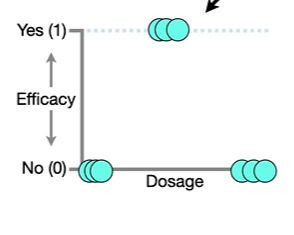 Yes (1)
Efficacy
No (0)
Dosage